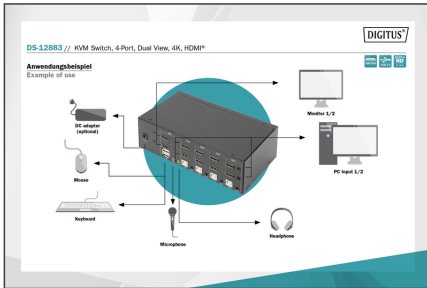 DIGITUS®
DS-12883 // KVM Switch, 4-Port, Dual View, 4K, HDMI®
Anwendungsbeispiel
Example of use
DC adapter
(optional)
Monitor 1/2
Mouse
PC Input 1/2
Keyboard
Microphone
Headphone
HD